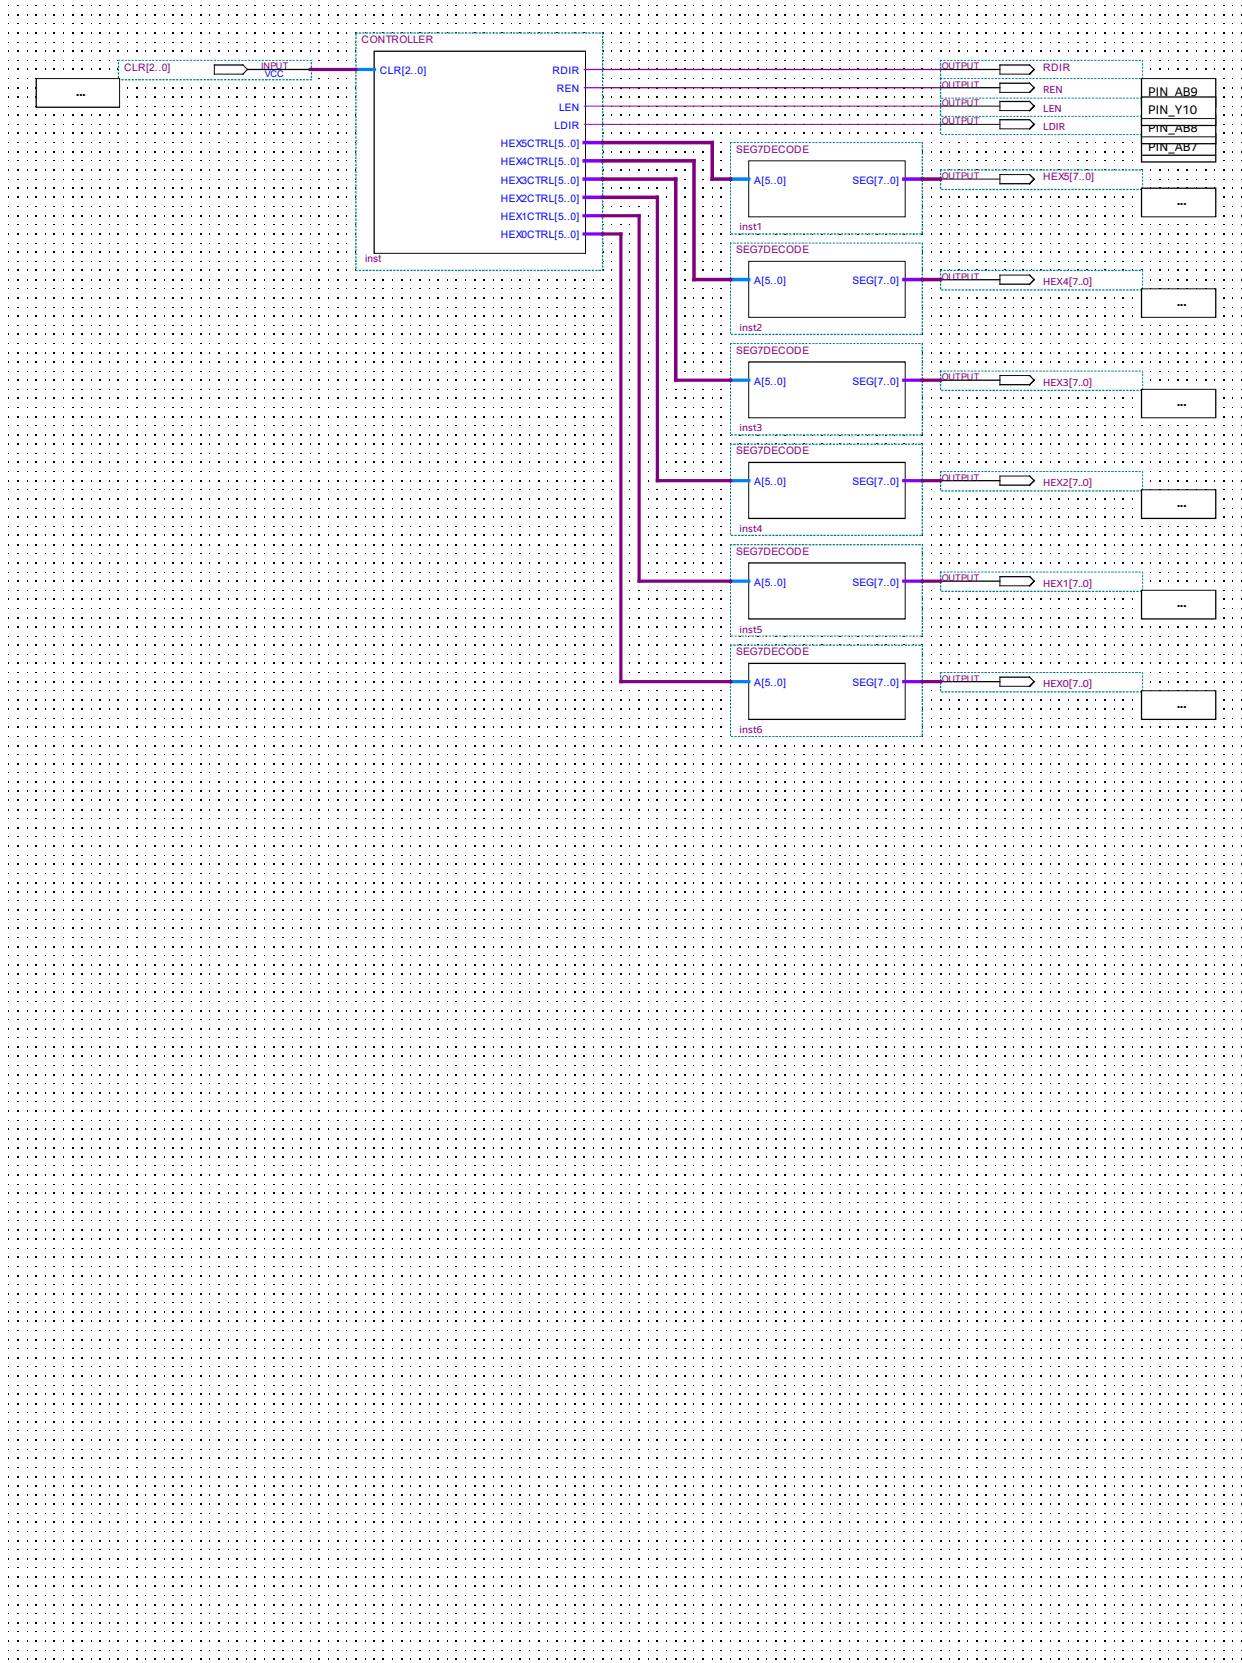 CONTROLLER
CLR[2..0]
INPUT
VCC
...
CLR[2..0]
RDIR
REN
LEN
LDIR
HEX5CTRL[5..0]
HEX4CTRL[5..0]
HEX3CTRL[5..0]
HEX2CTRL[5..0]
HEX1CTRL[5..0]
HEX0CTRL[5..0]
inst
OUTPUT RDIR
OUTPUT REN
OUTPUT LEN
OUTPUT LDIR
PIN_AB9
PIN_Y10
PIN_AB8
PIN_AB7
SEG7DECODE
A[5..0] SEG[7..0]
inst1
OUTPUT HEX5[7..0]
...
SEG7DECODE
A[5..0] SEG[7..0]
inst2
OUTPUT HEX4[7..0]
...
SEG7DECODE
A[5..0] SEG[7..0]
inst3
OUTPUT HEX3[7..0]
...
SEG7DECODE
A[5..0] SEG[7..0]
inst4
OUTPUT HEX2[7..0]
...
SEG7DECODE
A[5..0] SEG[7..0]
inst5
OUTPUT HEX1[7..0]
...
SEG7DECODE
A[5..0] SEG[7..0]
inst6
OUTPUT HEX0[7..0]
...